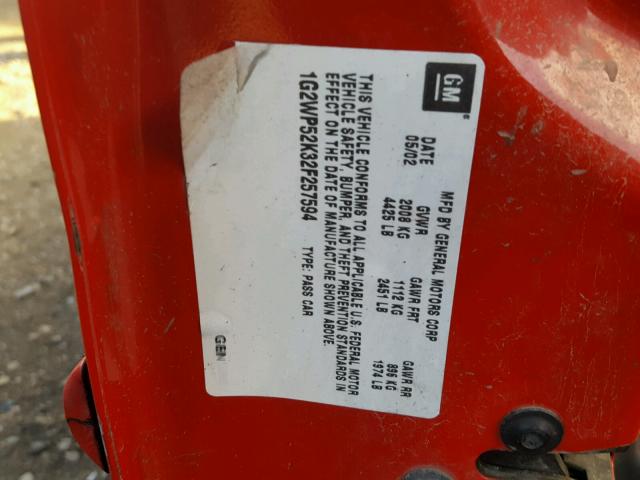 GM
MFD BY GENERAL MOTORS CORP
DATE GVWR GAWR FRT GAWR RR
05/02 2008 KG 1112 KG 896 KG
4425 LB 2451 LB 1974 LB
THIS VEHICLE CONFORMS TO ALL APPLICABLE U.S. FEDERAL MOTOR
VEHICLE SAFETY, BUMPER, AND THEFT PREVENTION STANDARDS IN
EFFECT ON THE DATE OF MANUFACTURE SHOWN ABOVE.
1G2WP52K32F257594 TYPE: PASS CAR
GEN